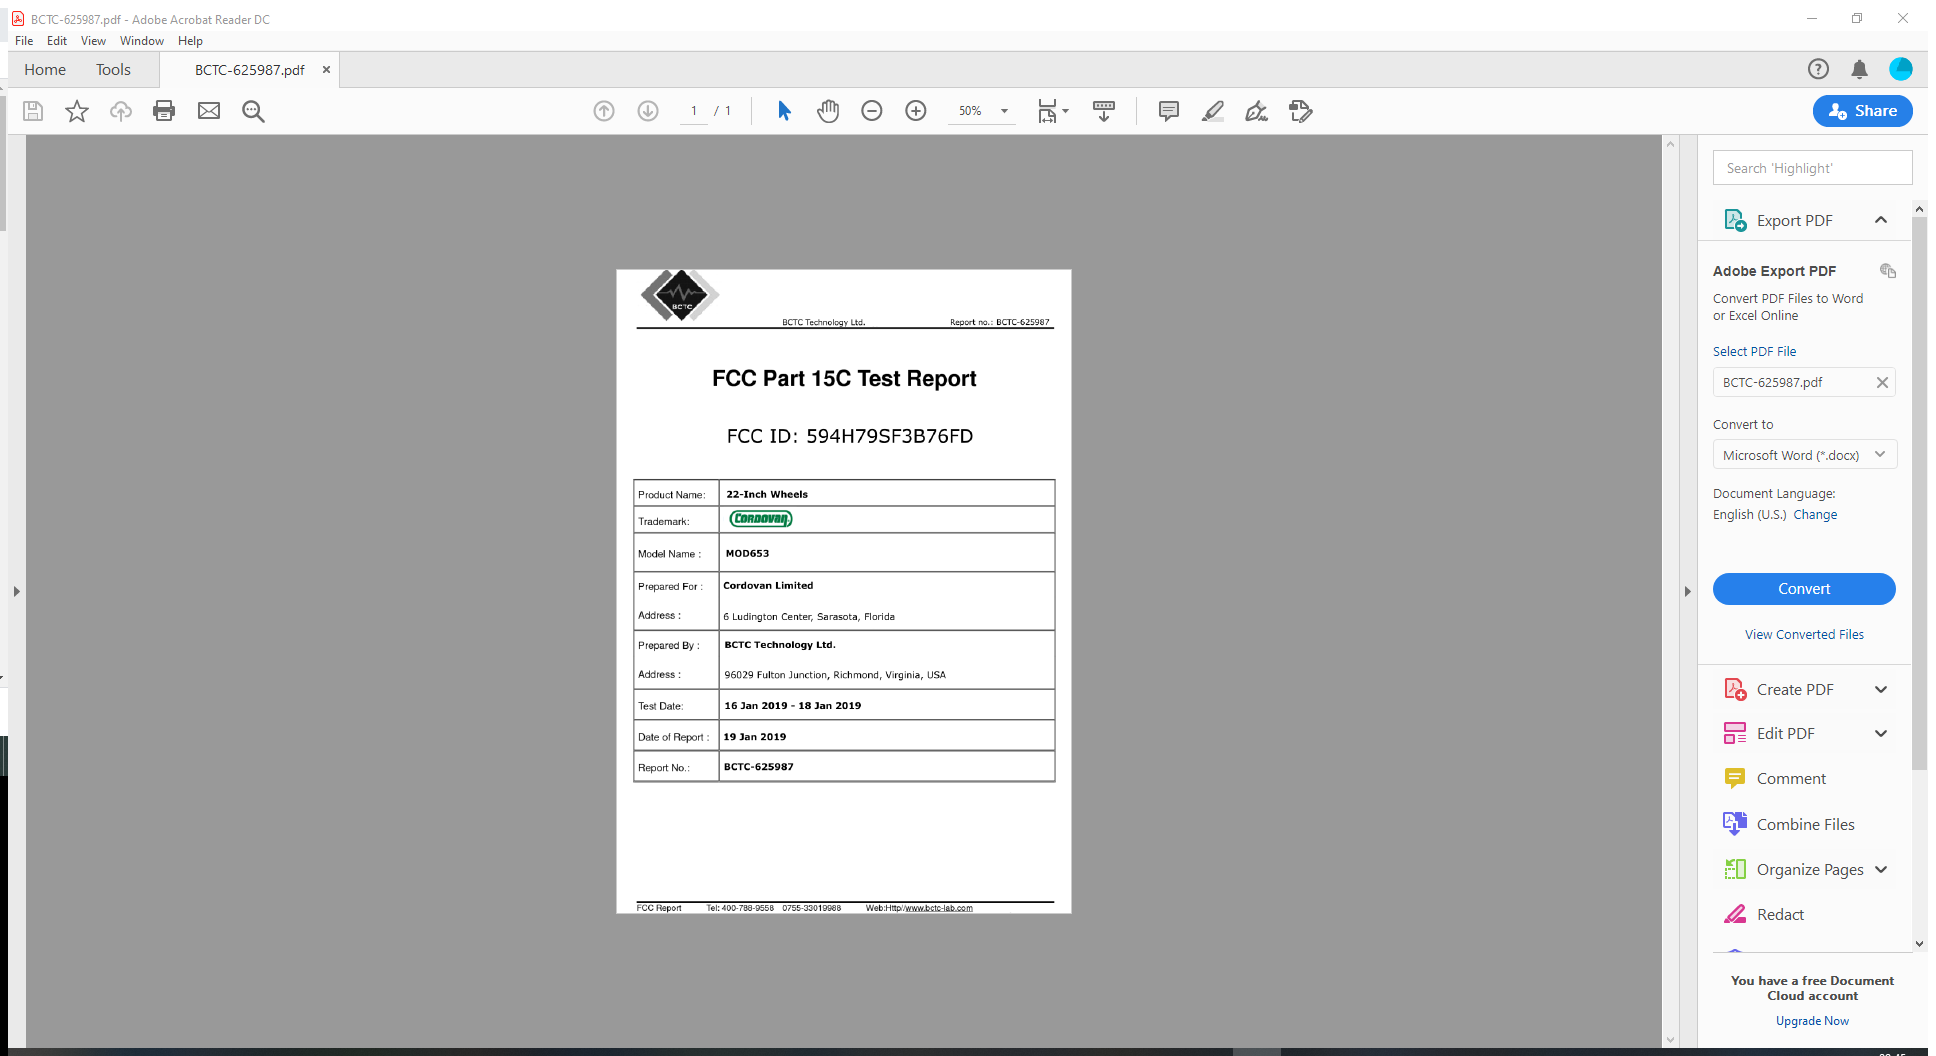 BCTC-625987.pdf - Adobe Acrobat Reader DC
File Edit View Window Help
Home Tools BCTC-625987.pdf
1 / 1 50% Share
BCTC
BCTC Technology Ltd. Report no.: BCTC-625987
FCC Part 15C Test Report
FCC ID: 594H79SF3B76FD
Product Name: 22-Inch Wheels
Trademark: CORDOVAN
Model Name : MOD653
Prepared For : Cordovan Limited
Address : 6 Ludington Center, Sarasota, Florida
Prepared By : BCTC Technology Ltd.
Address : 96029 Fulton Junction, Richmond, Virginia, USA
Test Date: 16 Jan 2019 - 18 Jan 2019
Date of Report : 19 Jan 2019
Report No.: BCTC-625987
FCC Report Tel: 400-788-9558 0755-33019988 Web:Http//www.bctc-lab.com
Search 'Highlight'
Export PDF
Adobe Export PDF
Convert PDF Files to Word
or Excel Online
Select PDF File
BCTC-625987.pdf
Convert to
Microsoft Word (*.docx)
Document Language:
English (U.S.) Change
Convert
View Converted Files
Create PDF
Edit PDF
Comment
Combine Files
Organize Pages
Redact
You have a free Document
Cloud account
Upgrade Now